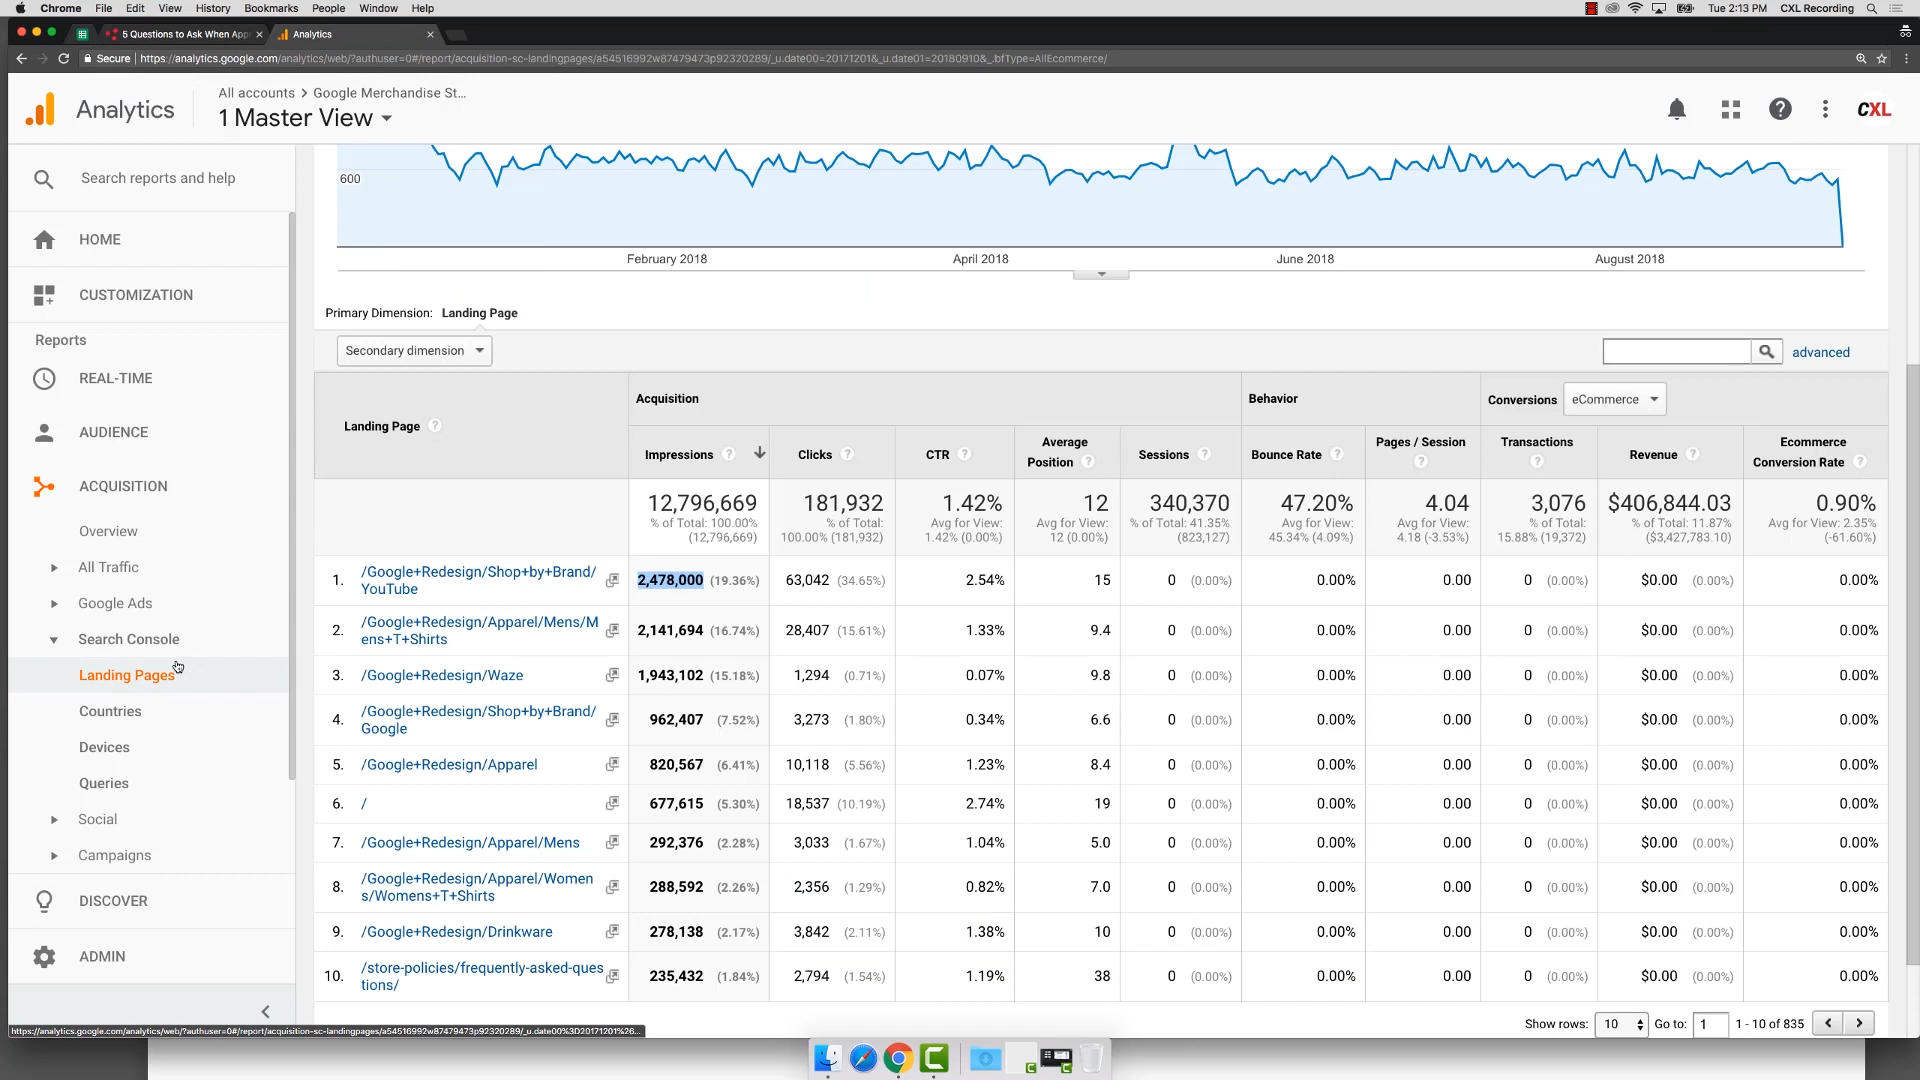 Chrome File Edit View History Bookmarks People Window Help Tue 2:13 PM CXL Recording
5 Questions to Ask When App Analytics
Secure https://analytics.google.com/analytics/web/?authuser=0#/report/acquisition-sc-landingpages/a54516992w87479473p92320289/_u.date00=20171201&_u.date01=20180910&_.bfType=AllEcommerce/
Analytics
All accounts > Google Merchandise St...
1 Master View
CXL
Search reports and help
HOME
CUSTOMIZATION
Reports
REAL-TIME
AUDIENCE
ACQUISITION
Overview
All Traffic
Google Ads
Search Console
Landing Pages
Countries
Devices
Queries
Social
Campaigns
DISCOVER
ADMIN
600
February 2018 April 2018 June 2018 August 2018
Primary Dimension: Landing Page
Secondary dimension advanced
Landing Page ? Acquisition Behavior Conversions eCommerce
Impressions ? Clicks ? CTR ? Average Position ? Sessions ? Bounce Rate ? Pages / Session ? Transactions ? Revenue ? Ecommerce Conversion Rate ?
12,796,669 181,932 1.42% 12 340,370 47.20% 4.04 3,076 $406,844.03 0.90%
% of Total: 100.00% % of Total: Avg for View: Avg for View: % of Total: 41.35% Avg for View: Avg for View: % of Total: % of Total: 11.87% Avg for View: 2.35%
(12,796,669) 100.00% (181,932) 1.42% (0.00%) 12 (0.00%) (823,127) 45.34% (4.09%) 4.18 (-3.53%) 15.88% (19,372) ($3,427,783.10) (-61.60%)
1. /Google+Redesign/Shop+by+Brand/ 2,478,000 (19.36%) 63,042 (34.65%) 2.54% 15 0 (0.00%) 0.00% 0.00 0 (0.00%) $0.00 (0.00%) 0.00%
YouTube
2. /Google+Redesign/Apparel/Mens/M 2,141,694 (16.74%) 28,407 (15.61%) 1.33% 9.4 0 (0.00%) 0.00% 0.00 0 (0.00%) $0.00 (0.00%) 0.00%
ens+T+Shirts
3. /Google+Redesign/Waze 1,943,102 (15.18%) 1,294 (0.71%) 0.07% 9.8 0 (0.00%) 0.00% 0.00 0 (0.00%) $0.00 (0.00%) 0.00%
4. /Google+Redesign/Shop+by+Brand/ 962,407 (7.52%) 3,273 (1.80%) 0.34% 6.6 0 (0.00%) 0.00% 0.00 0 (0.00%) $0.00 (0.00%) 0.00%
Google
5. /Google+Redesign/Apparel 820,567 (6.41%) 10,118 (5.56%) 1.23% 8.4 0 (0.00%) 0.00% 0.00 0 (0.00%) $0.00 (0.00%) 0.00%
6. / 677,615 (5.30%) 18,537 (10.19%) 2.74% 19 0 (0.00%) 0.00% 0.00 0 (0.00%) $0.00 (0.00%) 0.00%
7. /Google+Redesign/Apparel/Mens 292,376 (2.28%) 3,033 (1.67%) 1.04% 5.0 0 (0.00%) 0.00% 0.00 0 (0.00%) $0.00 (0.00%) 0.00%
8. /Google+Redesign/Apparel/Women 288,592 (2.26%) 2,356 (1.29%) 0.82% 7.0 0 (0.00%) 0.00% 0.00 0 (0.00%) $0.00 (0.00%) 0.00%
s/Womens+T+Shirts
9. /Google+Redesign/Drinkware 278,138 (2.17%) 3,842 (2.11%) 1.38% 10 0 (0.00%) 0.00% 0.00 0 (0.00%) $0.00 (0.00%) 0.00%
10. /store-policies/frequently-asked-ques 235,432 (1.84%) 2,794 (1.54%) 1.19% 38 0 (0.00%) 0.00% 0.00 0 (0.00%) $0.00 (0.00%) 0.00%
tions/
Show rows: 10 Go to: 1 1 - 10 of 835
https://analytics.google.com/analytics/web/?authuser=0#/report/acquisition-sc-landingpages/a54516992w87479473p92320289/_u.date00%3D20171201%26...